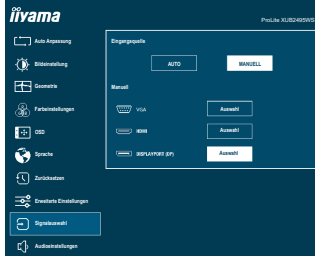 iiyama
ProLite XUB2495WS
Auto Anpassung
Bildeinstellung
Geometrie
Farbeinstellungen
OSD
Sprache
Zurücksetzen
Erweiterte Einstellungen
Signalauswahl
Audioeinstellungen
Eingangsquelle
AUTO
MANUELL
Manuell
VGA
Auswahl
HDMI
Auswahl
DISPLAYPORT (DP)
Auswahl